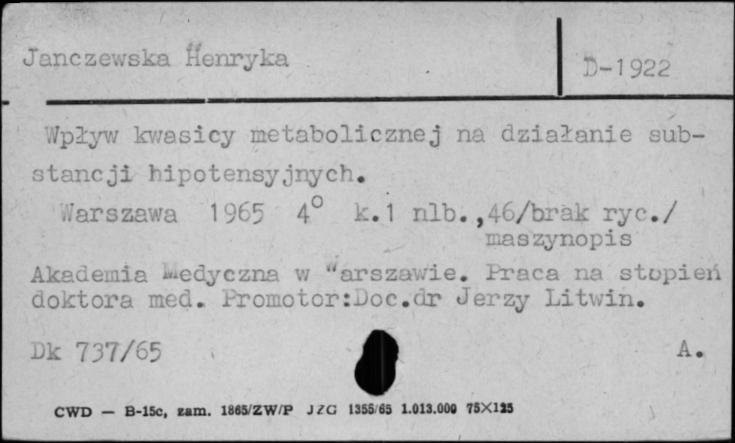 Janczewska Henryka
D-1922
Wpływ kwasicy metabolicznej na działanie sub-
stancji hipotensyjnych.
Warszawa 1965 4° k.1 nlb.,46/brak ryc./
maszynopis
Akademia Medyczna w Warszawie. Praca na stopień
doktora med. Promotor:Doc.dr Jerzy Litwin.
Dk 737/65 A.
CWD — B-15c, zam. 1865/ZW/P JZG 1355/65 1.013.000 75X125